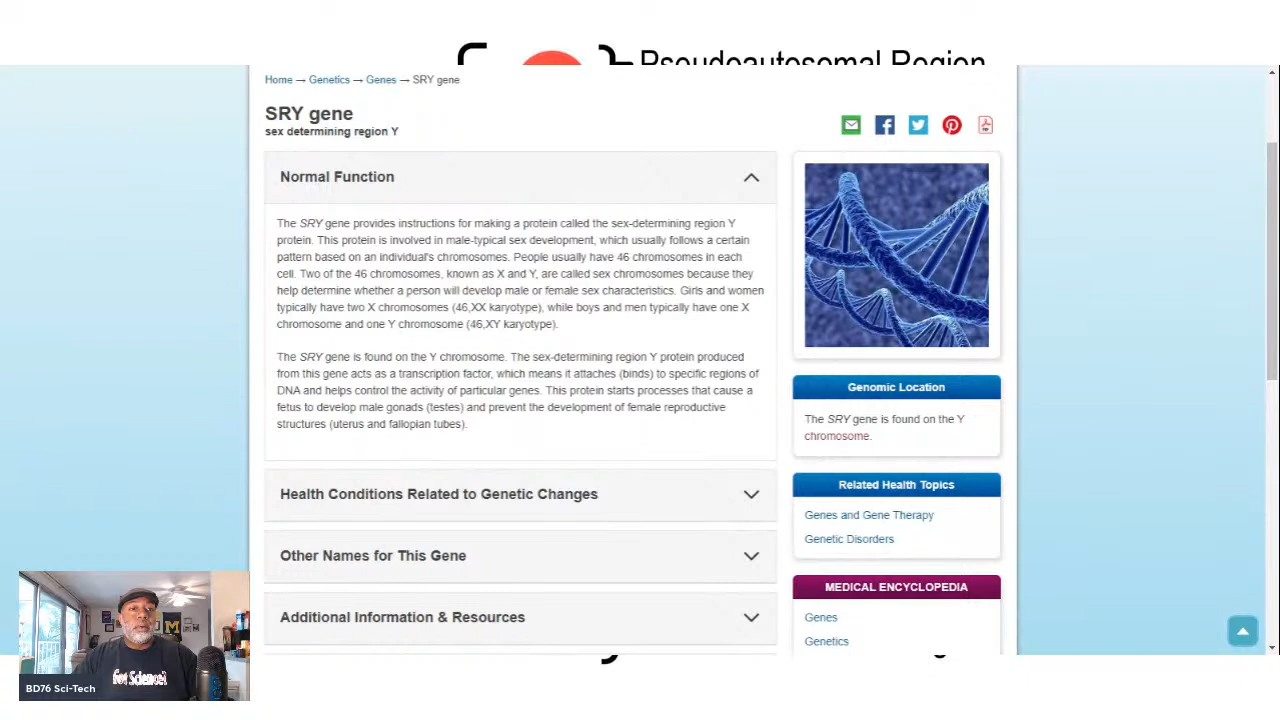 Pseudoautosomal Region
Home → Genetics → Genes → SRY gene
SRY gene
sex determining region Y
Normal Function
The SRY gene provides instructions for making a protein called the sex-determining region Y
protein. This protein is involved in male-typical sex development, which usually follows a certain
pattern based on an individual's chromosomes. People usually have 46 chromosomes in each
cell. Two of the 46 chromosomes, known as X and Y, are called sex chromosomes because they
help determine whether a person will develop male or female sex characteristics. Girls and women
typically have two X chromosomes (46,XX karyotype), while boys and men typically have one X
chromosome and one Y chromosome (46,XY karyotype).
The SRY gene is found on the Y chromosome. The sex-determining region Y protein produced
from this gene acts as a transcription factor, which means it attaches (binds) to specific regions of
DNA and helps control the activity of particular genes. This protein starts processes that cause a
fetus to develop male gonads (testes) and prevent the development of female reproductive
structures (uterus and fallopian tubes).
Health Conditions Related to Genetic Changes
Other Names for This Gene
Additional Information & Resources
Genomic Location
The SRY gene is found on the Y
chromosome.
Related Health Topics
Genes and Gene Therapy
Genetic Disorders
MEDICAL ENCYCLOPEDIA
Genes
Genetics
M
For Science!
BD76 Sci-Tech